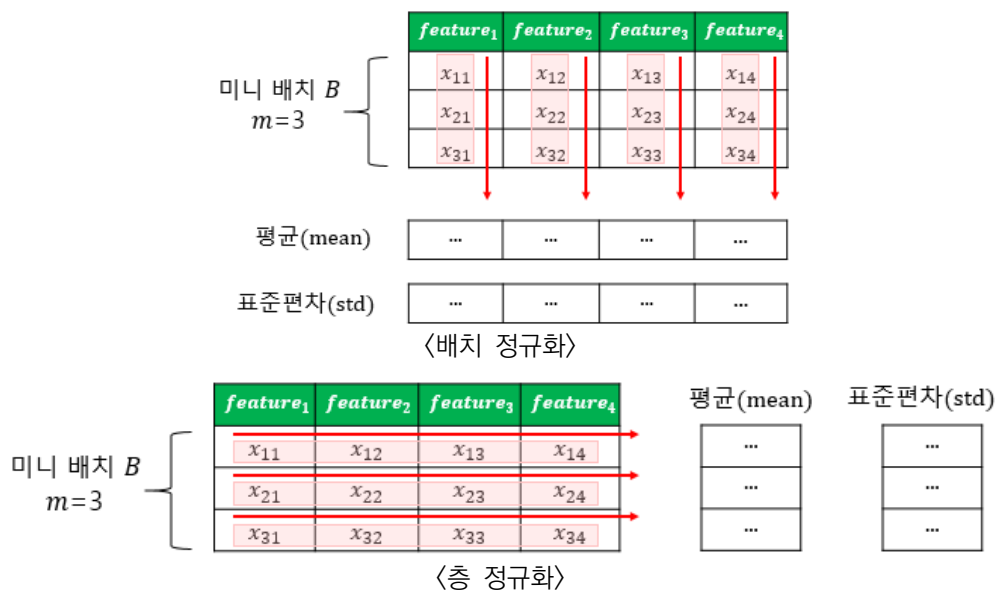 feature₁ feature₂ feature₃ feature₄
미니 배치 B
m=3
x₁₁ x₁₂ x₁₃ x₁₄
x₂₁ x₂₂ x₂₃ x₂₄
x₃₁ x₃₂ x₃₃ x₃₄
평균(mean) ... ... ... ...
표준편차(std) ... ... ... ...
〈배치 정규화〉
feature₁ feature₂ feature₃ feature₄
평균(mean) 표준편차(std)
미니 배치 B
m=3
x₁₁ x₁₂ x₁₃ x₁₄ ... ...
x₂₁ x₂₂ x₂₃ x₂₄ ... ...
x₃₁ x₃₂ x₃₃ x₃₄ ... ...
〈층 정규화〉